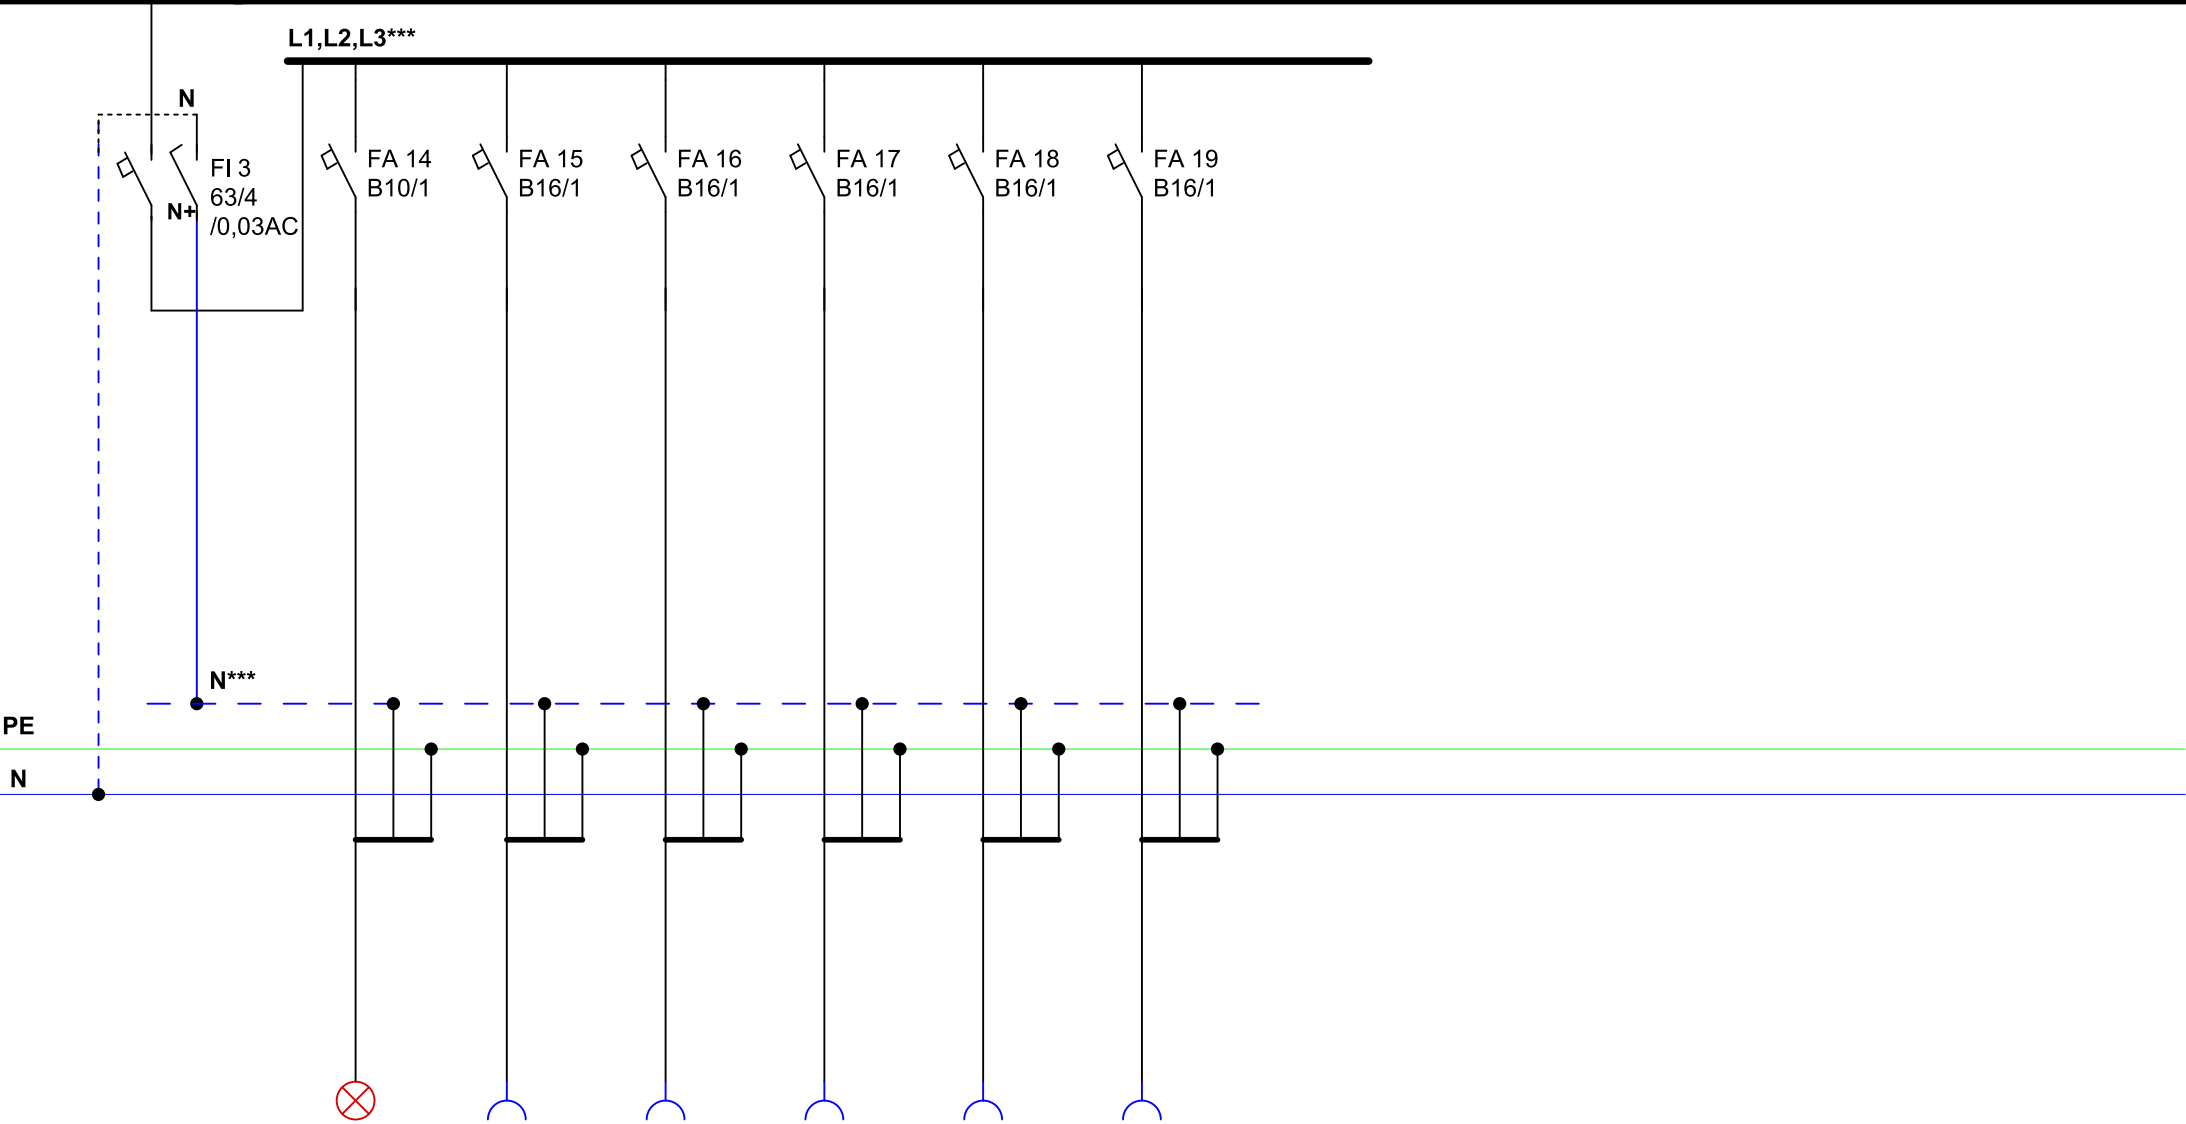 L1,L2,L3***
N
FI 3
63/4
/0,03AC
N+
FA 14
B10/1
FA 15
B16/1
FA 16
B16/1
FA 17
B16/1
FA 18
B16/1
FA 19
B16/1
N***
PE
N